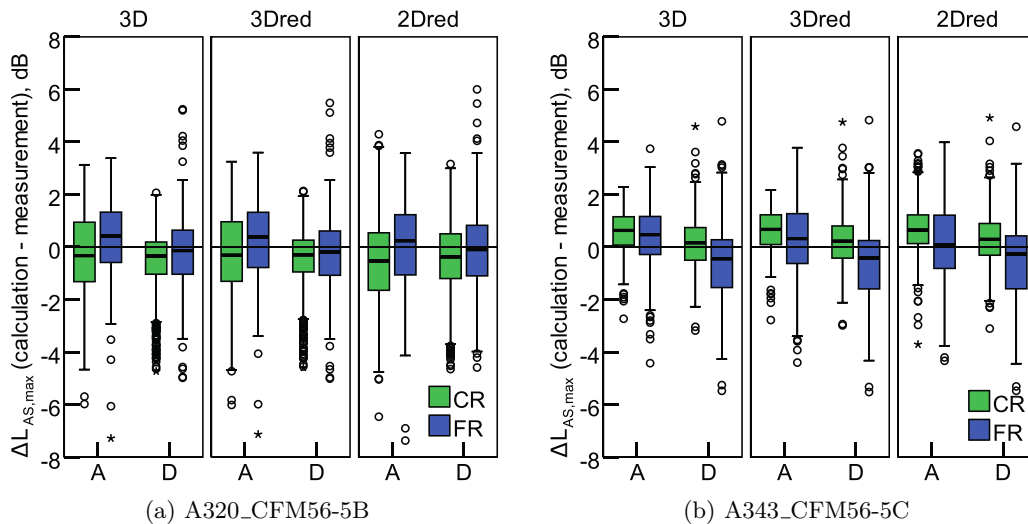 3D 3Dred 2Dred
ΔL_AS,max (calculation - measurement), dB
8
6
4
2
0
-2
-4
-6
-8
CR
FR
A D A D A D
(a) A320_CFM56-5B
3D 3Dred 2Dred
ΔL_AS,max (calculation - measurement), dB
8
6
4
2
0
-2
-4
-6
-8
CR
FR
A D A D A D
(b) A343_CFM56-5C